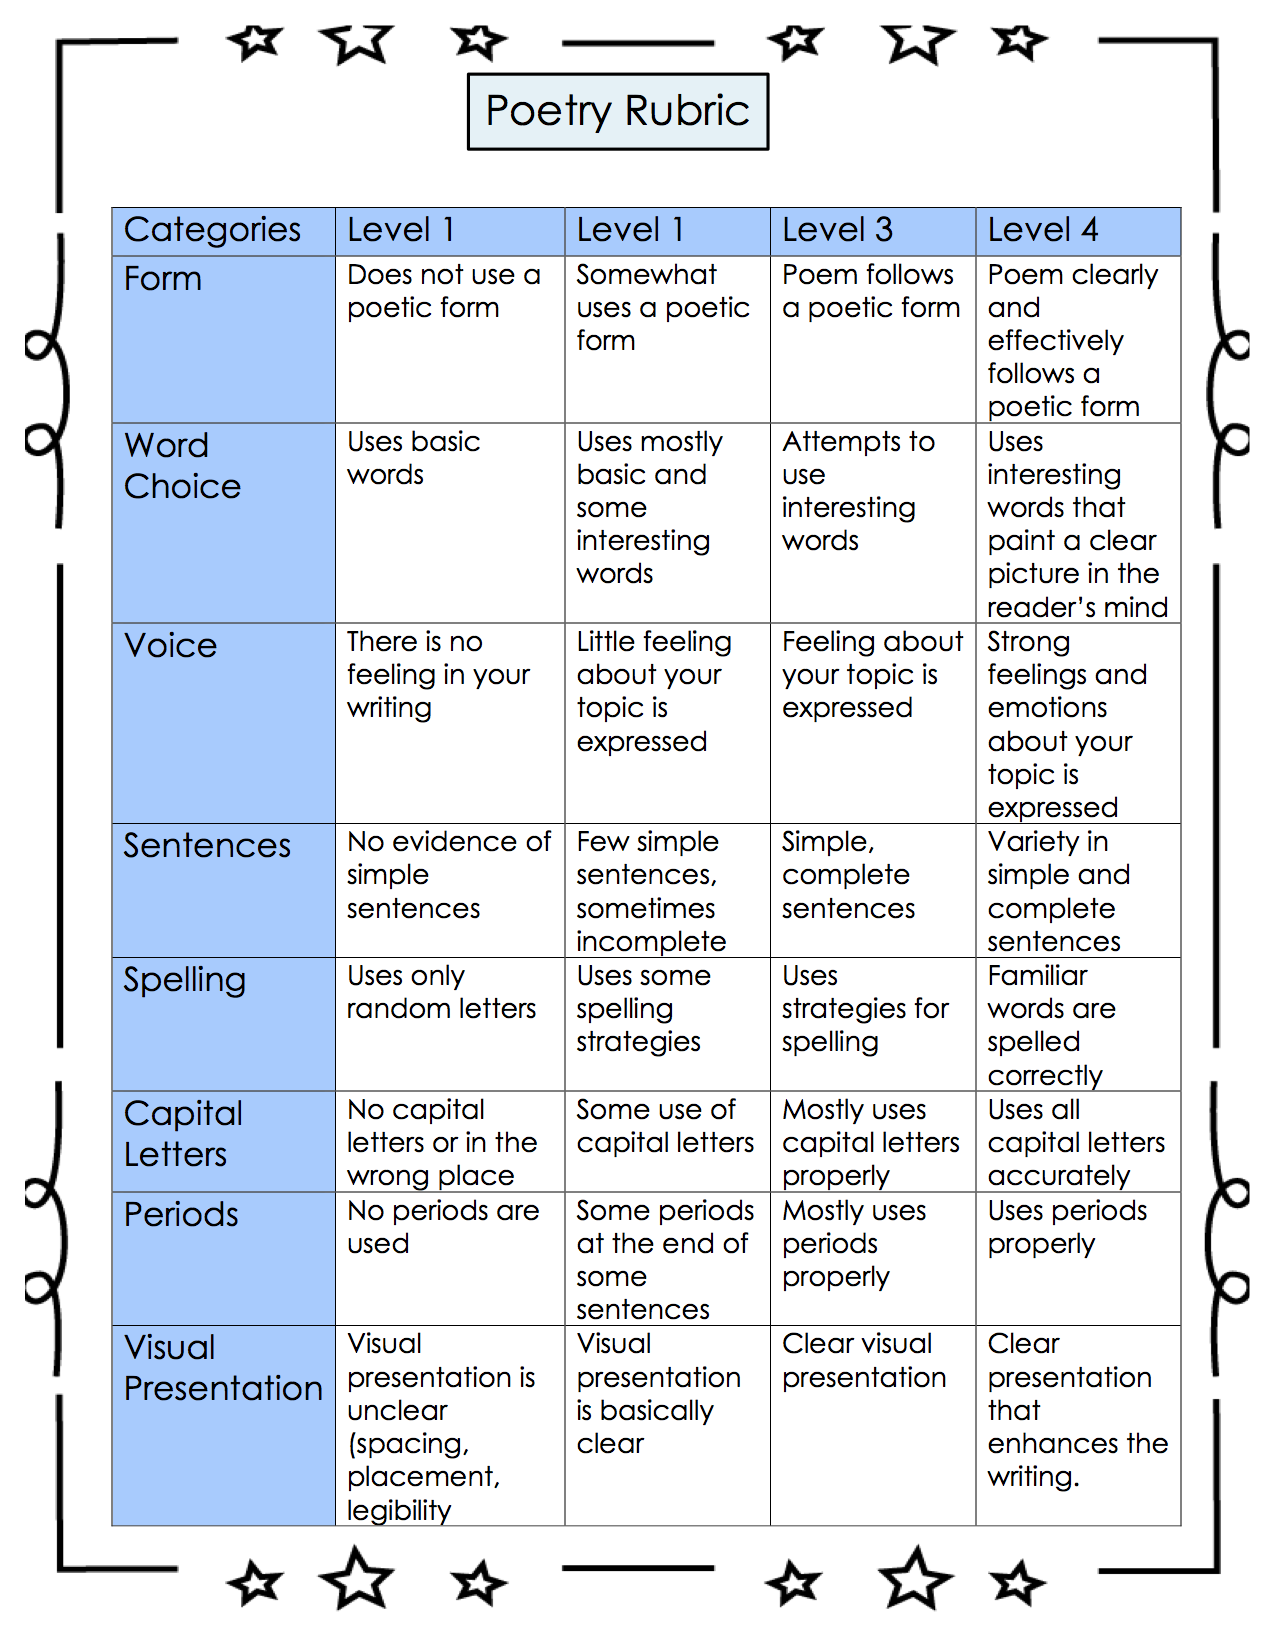 Poetry Rubric
Categories
Level 1
Level 1
Level 3
Level 4
Form
Does not use a
poetic form
Somewhat
uses a poetic
form
Poem follows
a poetic form
Poem clearly
and
effectively
follows a
poetic form
Word
Choice
Uses basic
words
Uses mostly
basic and
some
interesting
words
Attempts to
use
interesting
words
Uses
interesting
words that
paint a clear
picture in the
reader's mind
Voice
There is no
feeling in your
writing
Little feeling
about your
topic is
expressed
Feeling about
your topic is
expressed
Strong
feelings and
emotions
about your
topic is
expressed
Sentences
No evidence of
simple
sentences
Few simple
sentences,
sometimes
incomplete
Simple,
complete
sentences
Variety in
simple and
complete
sentences
Spelling
Uses only
random letters
Uses some
spelling
strategies
Uses
strategies for
spelling
Familiar
words are
spelled
correctly
Capital
Letters
No capital
letters or in the
wrong place
Some use of
capital letters
Mostly uses
capital letters
properly
Uses all
capital letters
accurately
Periods
No periods are
used
Some periods
at the end of
some
sentences
Mostly uses
periods
properly
Uses periods
properly
Visual
Presentation
Visual
presentation is
unclear
(spacing,
placement,
legibility
Visual
presentation
is basically
clear
Clear visual
presentation
Clear
presentation
that
enhances the
writing.